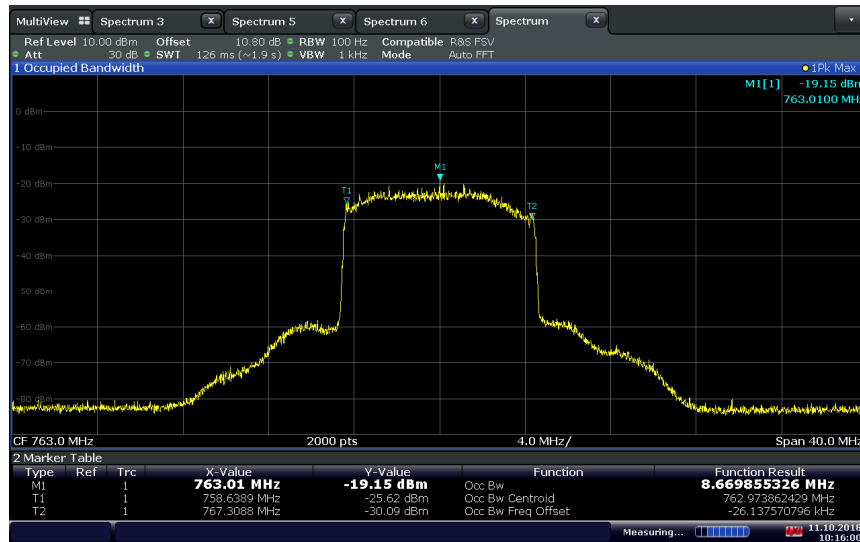 MultiView Spectrum 3 X Spectrum 5 X Spectrum 6 X Spectrum X
Ref Level 10.00 dBm Offset 10.80 dB RBW 100 Hz Compatible R&S FSV
Att 30 dB SWT 126 ms (~1.9 s) VBW 1 kHz Mode Auto FFT
1 Occupied Bandwidth 1Pk Max
M1[1] -19.15 dBm
763.0100 MH
0 dBm
-10 dBm
M1
-20 dBm
T1
T2
-30 dBm
-40 dBm
50 dBm
-60 dBm
-70 dBm
-80 dBm
CF 763.0 MHz 2000 pts 4.0 MHz/ Span 40.0 MHz
2 Marker Table
Type Ref Trc X-Value Y-Value Function Function Result
M1 1 763.01 MHz -19.15 dBm Occ Bw 8.669855326 MHz
T1 1 758.6389 MHz -25.62 dBm Occ Bw Centroid 762.973862429 MHz
T2 1 767.3088 MHz -30.09 dBm Occ Bw Freq Offset -26.137570796 kHz
Measuring... 11.10.2018
10:16:00